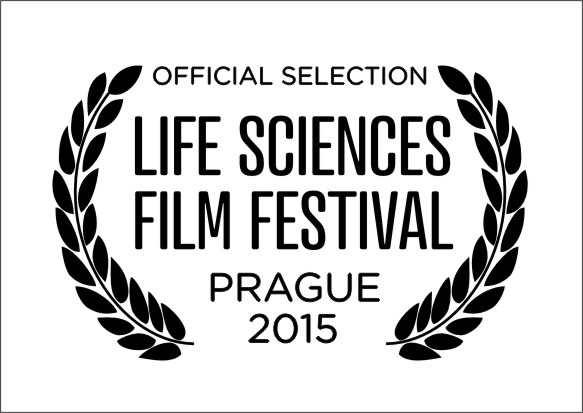 OFFICIAL SELECTION
LIFE SCIENCES
FILM FESTIVAL
PRAGUE
2015